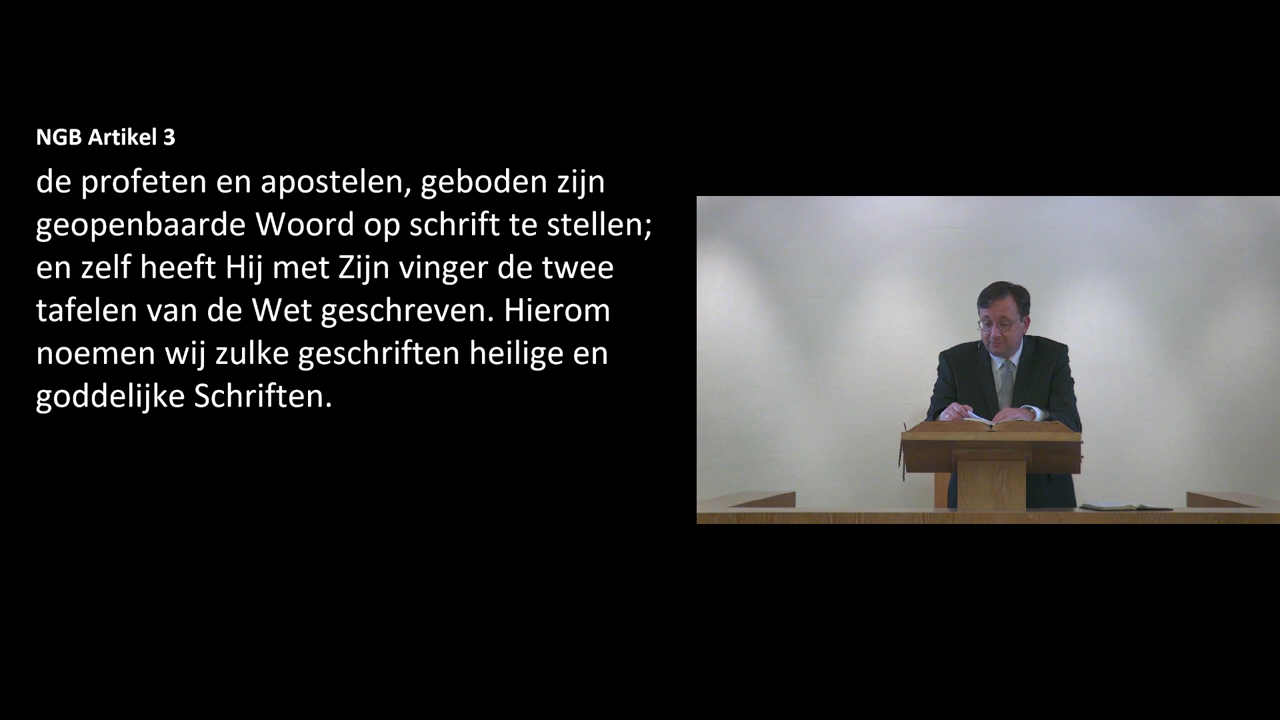 NGB Artikel 3
de profeten en apostelen, geboden zijn
geopenbaarde Woord op schrift te stellen;
en zelf heeft Hij met Zijn vinger de twee
tafelen van de Wet geschreven. Hierom
noemen wij zulke geschriften heilige en
goddelijke Schriften.